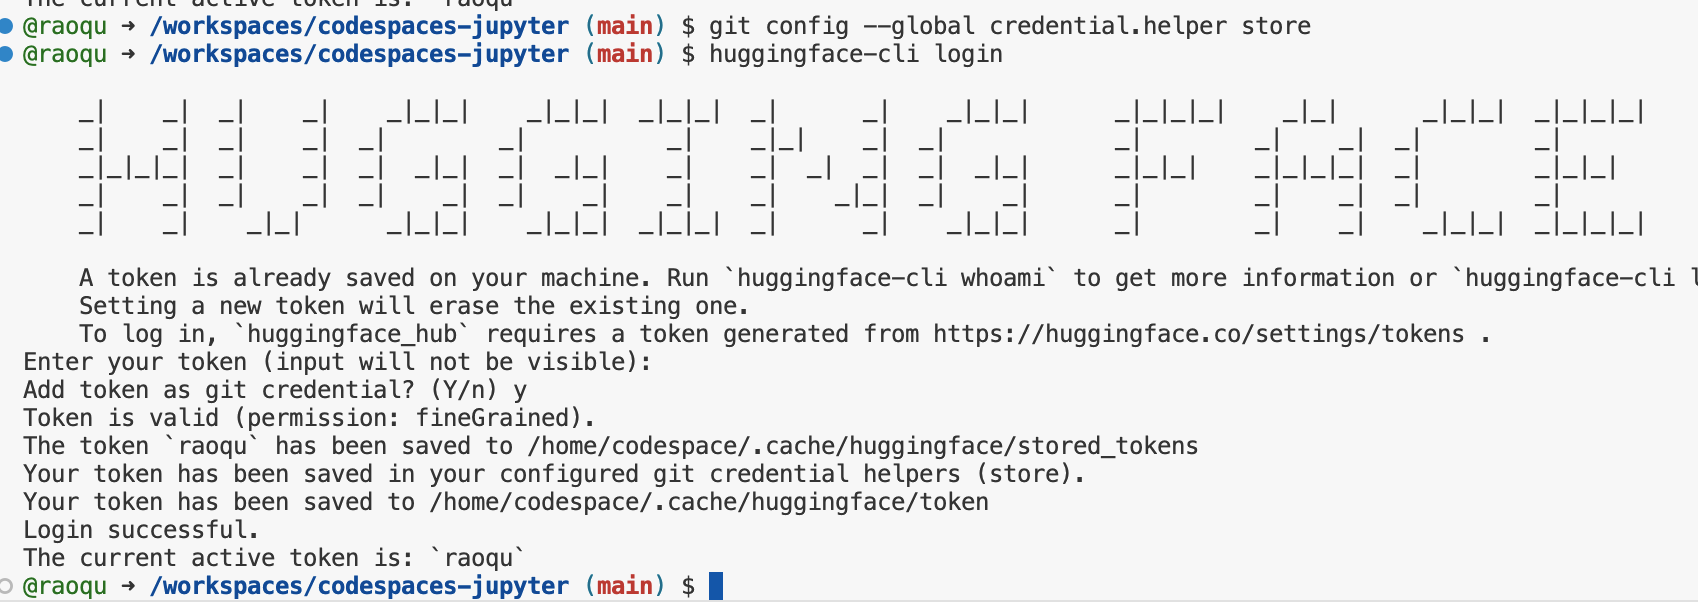 The current active token is: `raoqu`
@raoqu → /workspaces/codespaces-jupyter (main) $ git config --global credential.helper store
@raoqu → /workspaces/codespaces-jupyter (main) $ huggingface-cli login
HUGGING FACE
A token is already saved on your machine. Run `huggingface-cli whoami` to get more information or `huggingface-cli l
Setting a new token will erase the existing one.
To log in, `huggingface_hub` requires a token generated from https://huggingface.co/settings/tokens .
Enter your token (input will not be visible):
Add token as git credential? (Y/n) y
Token is valid (permission: fineGrained).
The token `raoqu` has been saved to /home/codespace/.cache/huggingface/stored_tokens
Your token has been saved in your configured git credential helpers (store).
Your token has been saved to /home/codespace/.cache/huggingface/token
Login successful.
The current active token is: `raoqu`
@raoqu → /workspaces/codespaces-jupyter (main) $